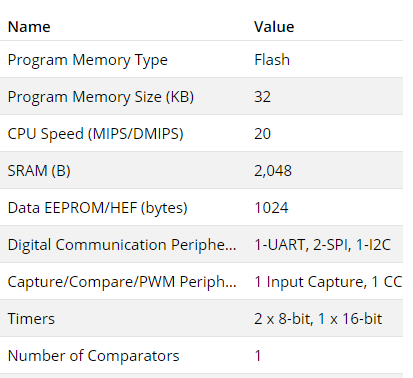 Name Value
Program Memory Type Flash
Program Memory Size (KB) 32
CPU Speed (MIPS/DMIPS) 20
SRAM (B) 2,048
Data EEPROM/HEF (bytes) 1024
Digital Communication Periphe... 1-UART, 2-SPI, 1-I2C
Capture/Compare/PWM Periph... 1 Input Capture, 1 CC
Timers 2 x 8-bit, 1 x 16-bit
Number of Comparators 1